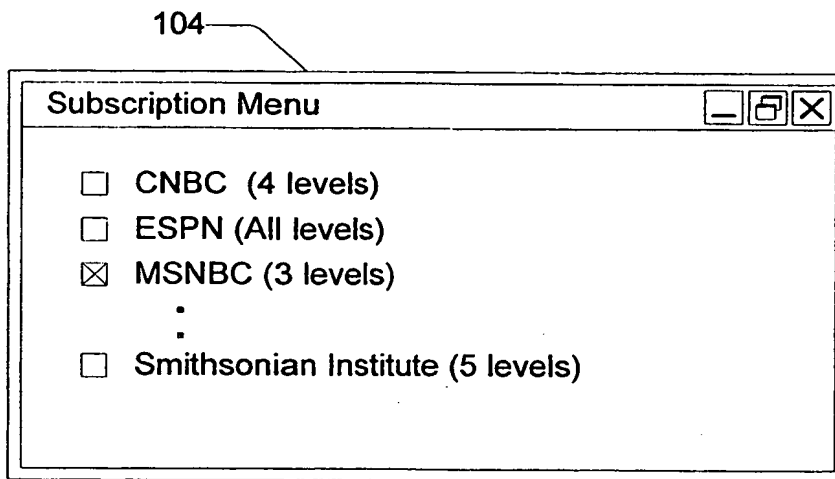 104
Subscription Menu
CNBC (4 levels)
ESPN (All levels)
MSNBC (3 levels)
Smithsonian Institute (5 levels)